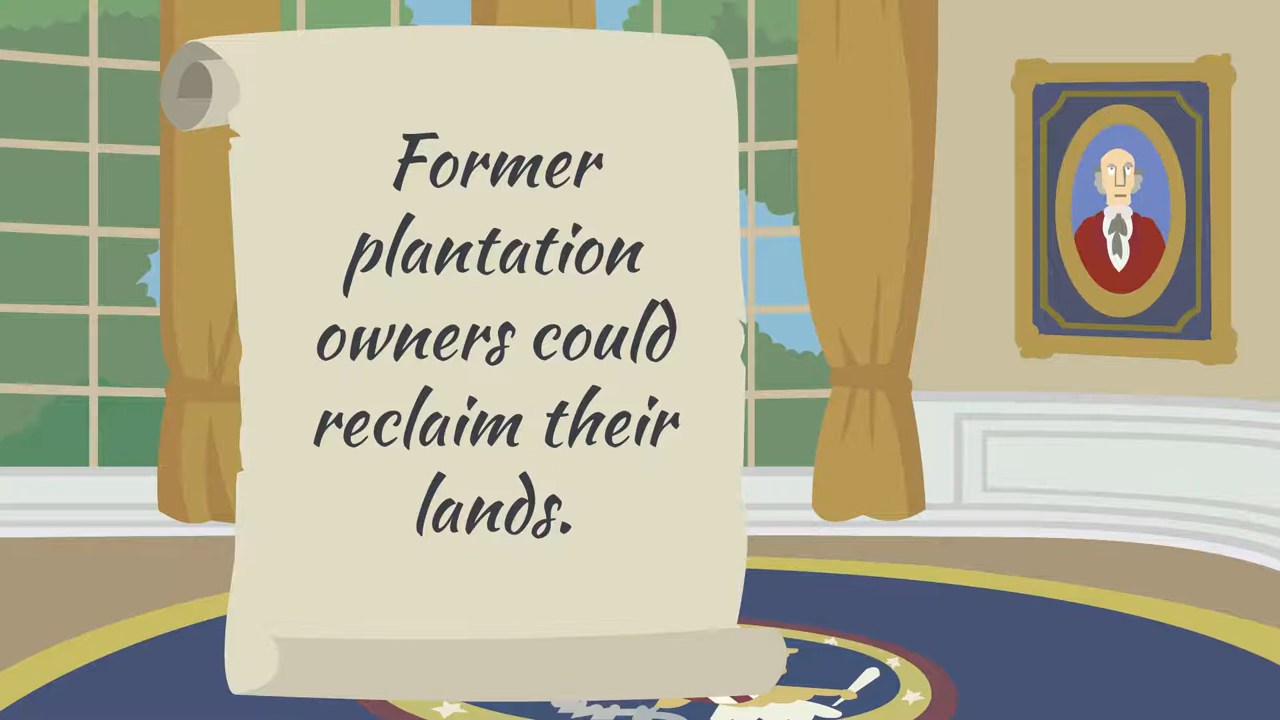 Former
plantation
owners could
reclaim their
lands.